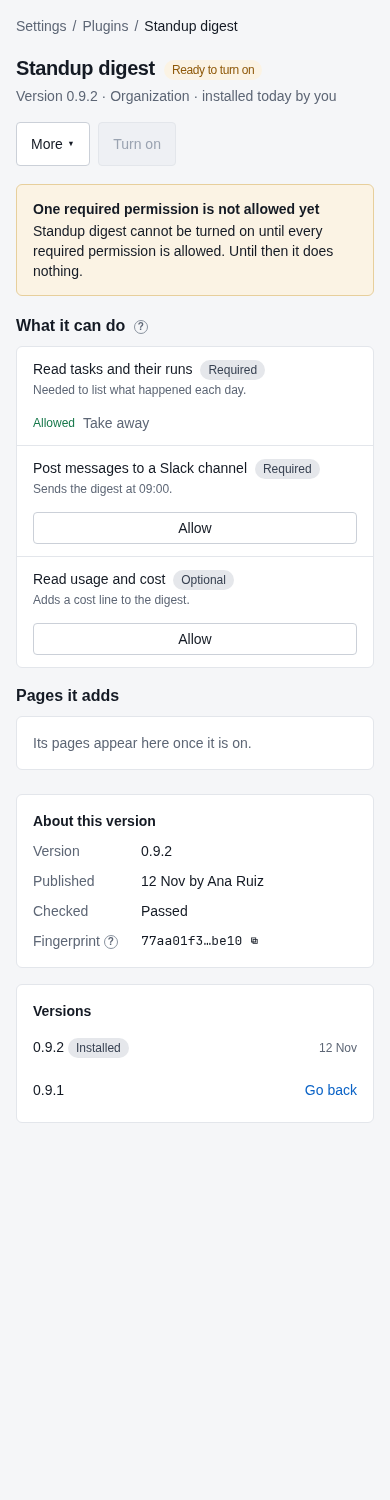 Settings / Plugins / Standup digest
Standup digest Ready to turn on
Version 0.9.2 · Organization · installed today by you
More ▾ Turn on
One required permission is not allowed yet
Standup digest cannot be turned on until every
required permission is allowed. Until then it does
nothing.
What it can do ?
Read tasks and their runs Required
Needed to list what happened each day.
Allowed Take away
Post messages to a Slack channel Required
Sends the digest at 09:00.
Allow
Read usage and cost Optional
Adds a cost line to the digest.
Allow
Pages it adds
Its pages appear here once it is on.
About this version
Version 0.9.2
Published 12 Nov by Ana Ruiz
Checked Passed
Fingerprint ? 77aa01f3…be10
Versions
0.9.2 Installed 12 Nov
0.9.1 Go back